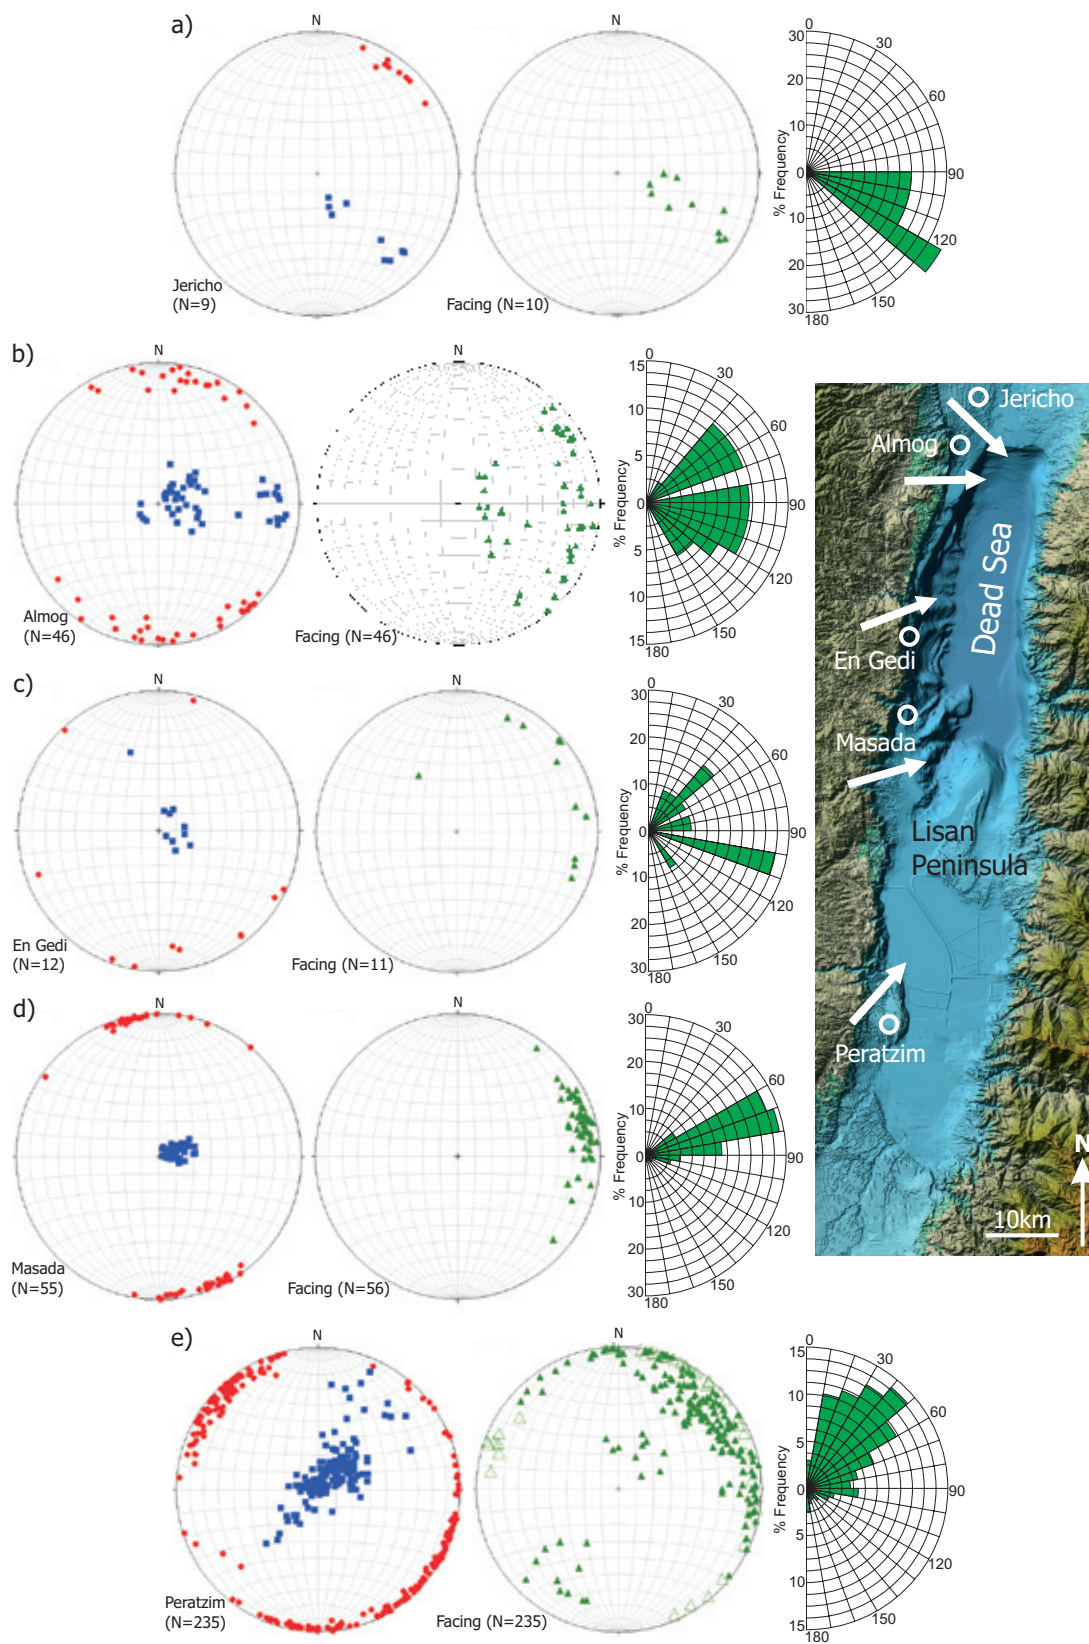 a)
N
N
0
30
30
20
60
10
% Frequency
0
90
10
120
20
150
30
180
Jericho
(N=9)
Facing (N=10)
b)
N
N
0
15
30
10
60
5
% Frequency
0
90
5
120
10
150
15
180
Almog
(N=46)
Facing (N=46)
c)
N
0
30
30
20
60
10
% Frequency
0
90
10
120
20
150
30
180
En Gedi
(N=12)
Facing (N=11)
d)
N
0
30
30
20
60
10
% Frequency
0
90
10
120
20
150
30
180
Masada
(N=55)
Facing (N=56)
e)
N
N
0
15
30
10
60
5
% Frequency
0
90
5
120
10
150
15
180
Peratzim
(N=235)
Facing (N=235)
Jericho
Almog
Dead Sea
En Gedi
Masada
Lisan
Peninsula
Peratzim
N
10km